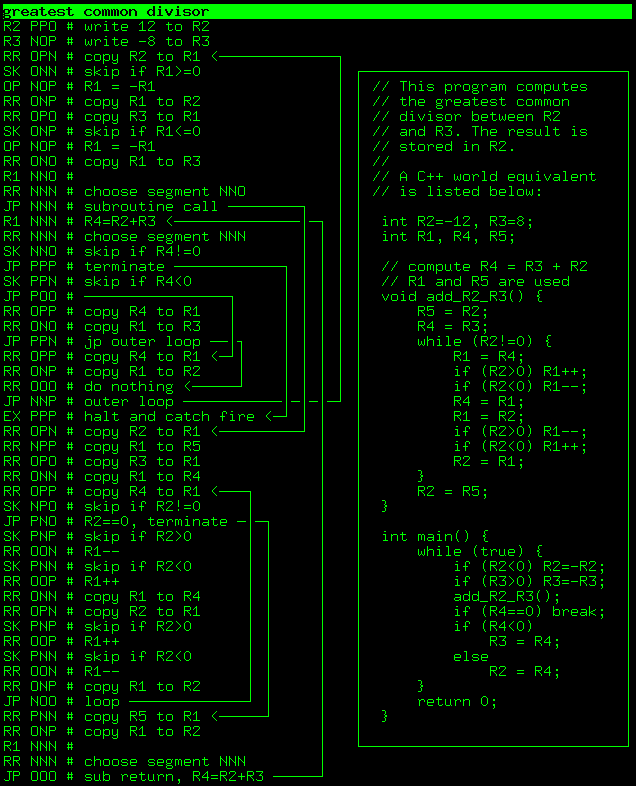 greatest common divisor
R2 PPO # write 12 to R2
R3 NOP # write -8 to R3
RR OPN # copy R2 to R1 <
SK ONN # skip if R1>=0
OP NOP # R1 = -R1
RR ONP # copy R1 to R2
RR OPO # copy R3 to R1
SK ONP # skip if R1<=0
OP NOP # R1 = -R1
RR ONO # copy R1 to R3
R1 NNO #
RR NNN # choose segment NNO
JP NNN # subroutine call
R1 NNN # R4=R2+R3 <
RR NNN # choose segment NNN
SK NNO # skip if R4!=0
JP PPP # terminate
SK PPN # skip if R4<0
JP POO #
RR OPP # copy R4 to R1
RR ONO # copy R1 to R3
JP PPN # jp outer loop
RR OPP # copy R4 to R1 <
RR ONP # copy R1 to R2
RR OOO # do nothing <
JP NNP # outer loop
EX PPP # halt and catch fire <
RR OPN # copy R2 to R1 <
RR NPP # copy R1 to R5
RR OPO # copy R3 to R1
RR ONN # copy R1 to R4
RR OPP # copy R4 to R1 <
SK NPO # skip if R2!=0
JP PNO # R2==0, terminate
SK PNP # skip if R2>0
RR OON # R1--
SK PNN # skip if R2<0
RR OOP # R1++
RR ONN # copy R1 to R4
RR OPN # copy R2 to R1
SK PNP # skip if R2>0
RR OOP # R1++
SK PNN # skip if R2<0
RR OON # R1--
RR ONP # copy R1 to R2
JP NOO # loop
RR PNN # copy R5 to R1 <
RR ONP # copy R1 to R2
R1 NNN #
RR NNN # choose segment NNN
JP OOO # sub return, R4=R2+R3
// This program computes
// the greatest common
// divisor between R2
// and R3. The result is
// stored in R2.
//
// A C++ world equivalent
// is listed below:
int R2=-12, R3=8;
int R1, R4, R5;
// compute R4 = R3 + R2
// R1 and R5 are used
void add_R2_R3() {
R5 = R2;
R4 = R3;
while (R2!=0) {
R1 = R4;
if (R2>0) R1++;
if (R2<0) R1--;
R4 = R1;
R1 = R2;
if (R2>0) R1--;
if (R2<0) R1++;
R2 = R1;
}
R2 = R5;
}
int main() {
while (true) {
if (R2<0) R2=-R2;
if (R3>0) R3=-R3;
add_R2_R3();
if (R4==0) break;
if (R4<0)
R3 = R4;
else
R2 = R4;
}
return 0;
}